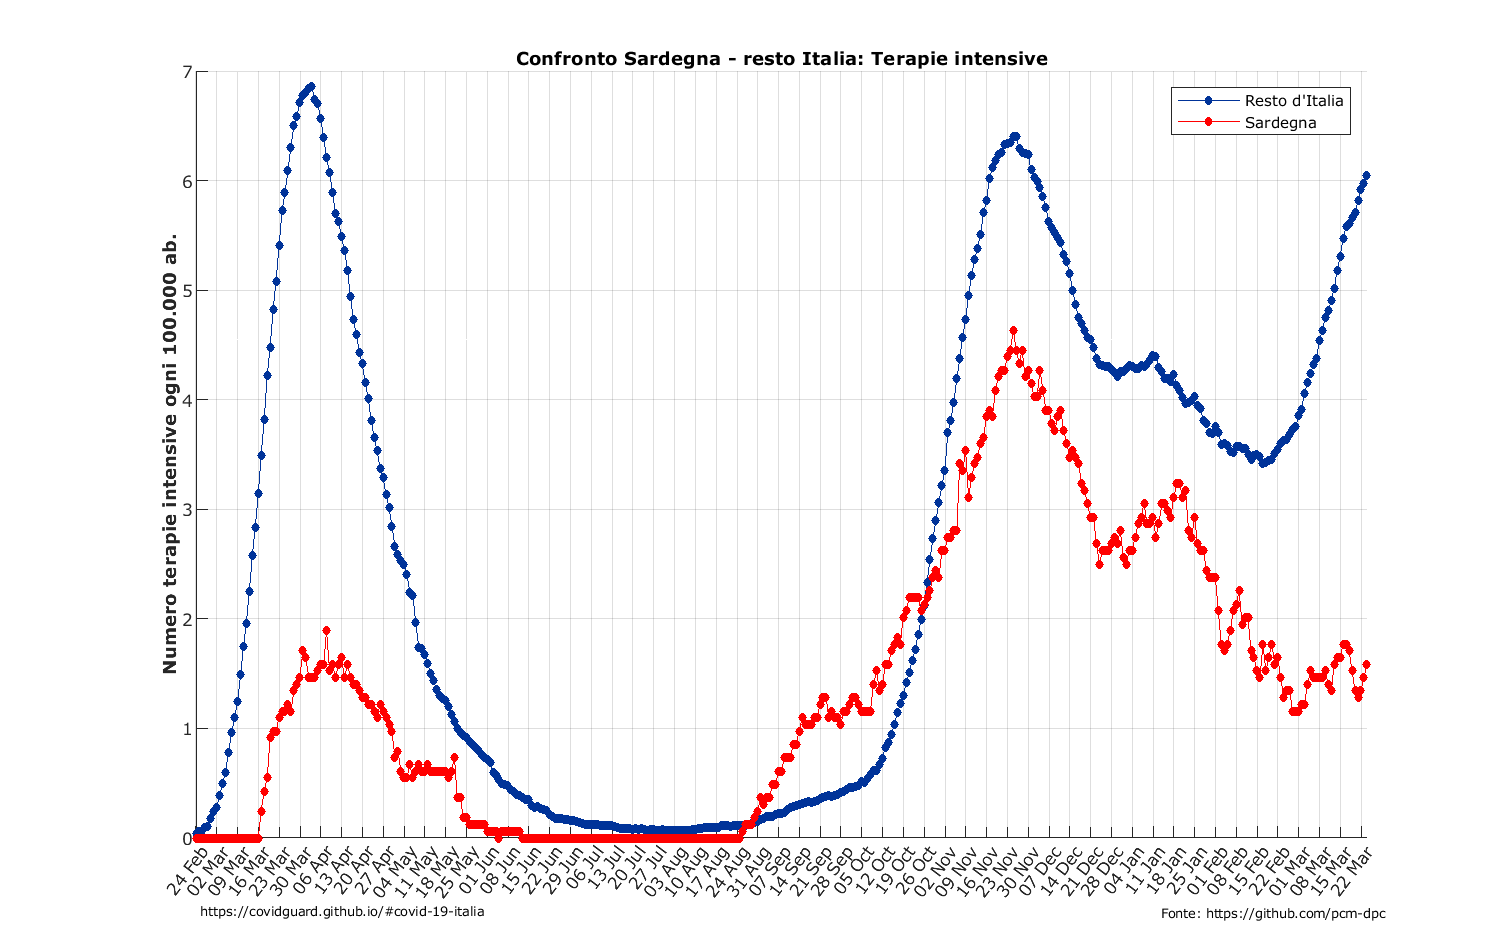 Confronto Sardegna - resto Italia: Terapie intensive
Numero terapie intensive ogni 100.000 ab.
7
6
5
4
3
2
1
0
Resto d'Italia
Sardegna
24 Feb
02 Mar
09 Mar
16 Mar
23 Mar
30 Mar
06 Apr
13 Apr
20 Apr
27 Apr
04 May
11 May
18 May
25 May
01 Jun
08 Jun
15 Jun
22 Jun
29 Jun
06 Jul
13 Jul
20 Jul
27 Jul
03 Aug
10 Aug
17 Aug
24 Aug
31 Aug
07 Sep
14 Sep
21 Sep
28 Sep
05 Oct
12 Oct
19 Oct
26 Oct
02 Nov
09 Nov
16 Nov
23 Nov
30 Nov
07 Dec
14 Dec
21 Dec
28 Dec
04 Jan
11 Jan
18 Jan
25 Jan
01 Feb
08 Feb
15 Feb
22 Feb
01 Mar
08 Mar
15 Mar
22 Mar
https://covidguard.github.io/#covid-19-italia
Fonte: https://github.com/pcm-dpc